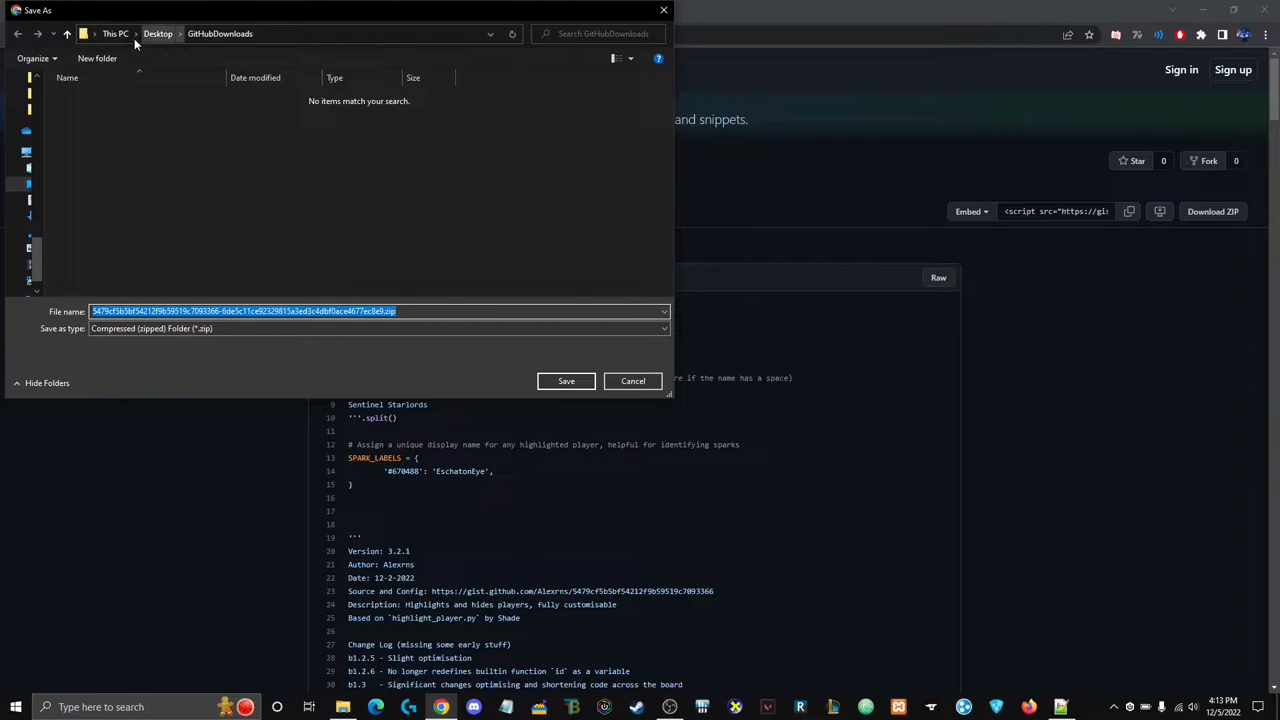 Save As
This PC
Desktop
GitHubDownloads
Search GitHubDownloads
Organize
New folder
Name
Date modified
Type
Size
No items match your search.
Sign in
Sign up
and snippets.
Star
0
Fork
0
Embed
<script src="https://gi:
Download ZIP
Raw
File name:
5479cf5b5bf54212f9b59519c7093366-6de5c11ce92329815a3ed3c4dbf0ace4677ec8e9.zip
Save as type:
Compressed (zipped) Folder (*.zip)
Hide Folders
Save
Cancel
re if the name has a space)
9 Sentinel Starlords
10 '''.split()
11
12 # Assign a unique display name for any highlighted player, helpful for identifying sparks
13 SPARK_LABELS = {
14 '#670488': 'EschatonEye',
15 }
16
17
18
19 '''
20 Version: 3.2.1
21 Author: Alexrns
22 Date: 12-2-2022
23 Source and Config: https://gist.github.com/Alexrns/5479cf5b5bf54212f9b59519c7093366
24 Description: Highlights and hides players, fully customisable
25 Based on `highlight_player.py` by Shade
26
27 Change Log (missing some early stuff)
28 b1.2.5 - Slight optimisation
29 b1.2.6 - No longer redefines builtin function `id` as a variable
30 b1.3 - Significant changes optimising and shortening code across the board
Type here to search
4:13 PM
12/5/2022